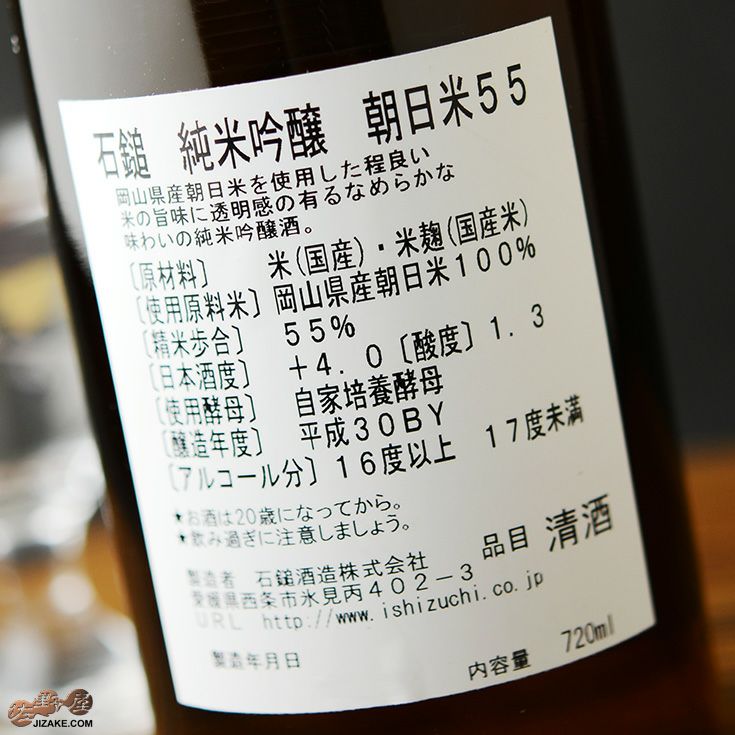 石鎚　純米吟醸　朝日米５５
岡山県産朝日米を使用した程良い
米の旨味に透明感の有るなめらかな
味わいの純米吟醸酒。
〔原材料〕　米(国産)・米麹(国産米)
〔使用原料米〕岡山県産朝日米１００％
〔精米歩合〕　５５％
〔日本酒度〕　＋４．０〔酸度〕１．３
〔使用酵母〕　自家培養酵母
〔醸造年度〕　平成３０ＢＹ
〔アルコール分〕１６度以上　１７度未満
★お酒は20歳になってから。
★飲み過ぎに注意しましょう。
品目　清酒
製造者　石鎚酒造株式会社
愛媛県西条市氷見丙４０２－３
ＵＲＬ　http://www.ishizuchi.co.jp
製造年月日
内容量　720ml
JIZAKE.COM